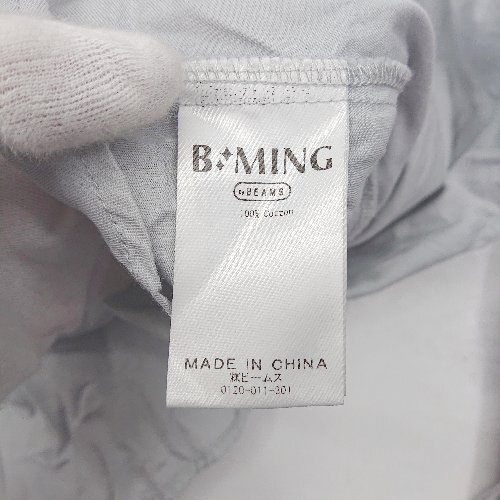 B:MING
by BEAMS
100% Cotton
MADE IN CHINA
㈱ビームス
0120-011-301